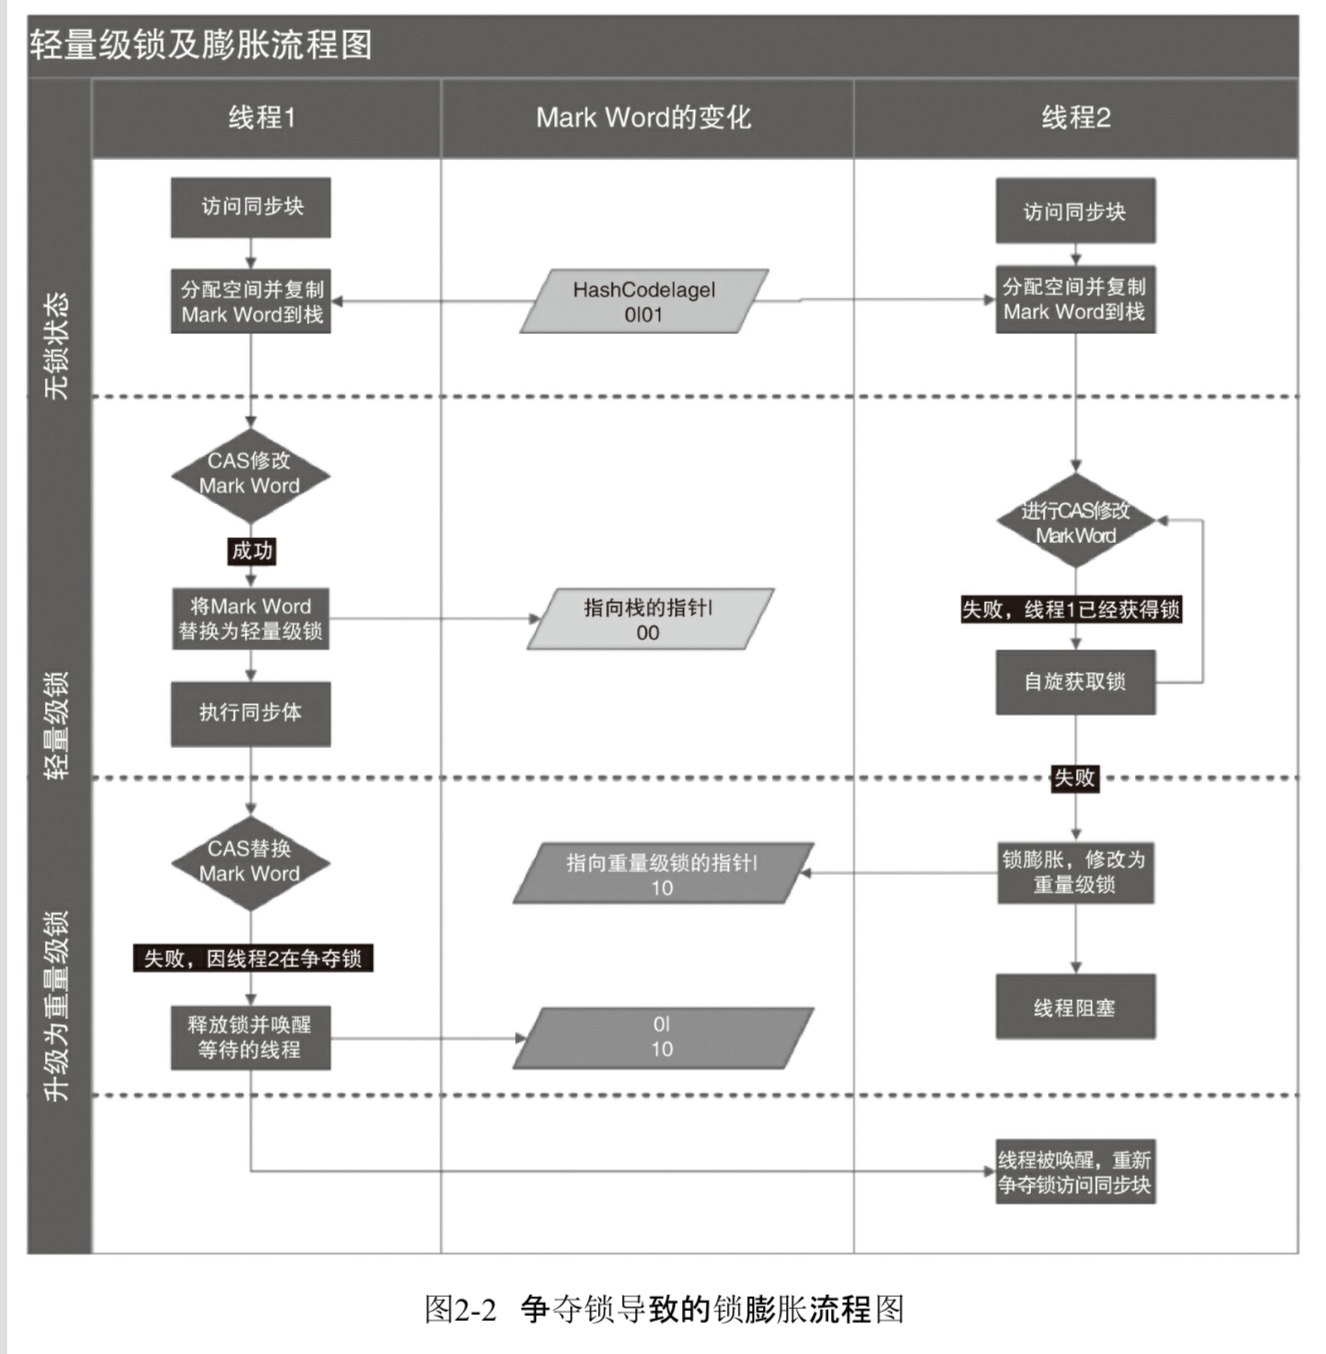 轻量级锁及膨胀流程图
线程1
Mark Word的变化
线程2
无锁状态
访问同步块
访问同步块
分配空间并复制
Mark Word到栈
HashCodelagel
0l01
分配空间并复制
Mark Word到栈
轻量级锁
CAS修改
Mark Word
进行CAS修改
Mark Word
成功
将Mark Word
替换为轻量级锁
指向栈的指针l
00
失败，线程1已经获得锁
自旋获取锁
执行同步体
失败
升级为重量级锁
CAS替换
Mark Word
指向重量级锁的指针l
10
锁膨胀，修改为
重量级锁
失败，因线程2在争夺锁
释放锁并唤醒
等待的线程
0l
10
线程阻塞
线程被唤醒，重新
争夺锁访问同步块
图2-2 争夺锁导致的锁膨胀流程图